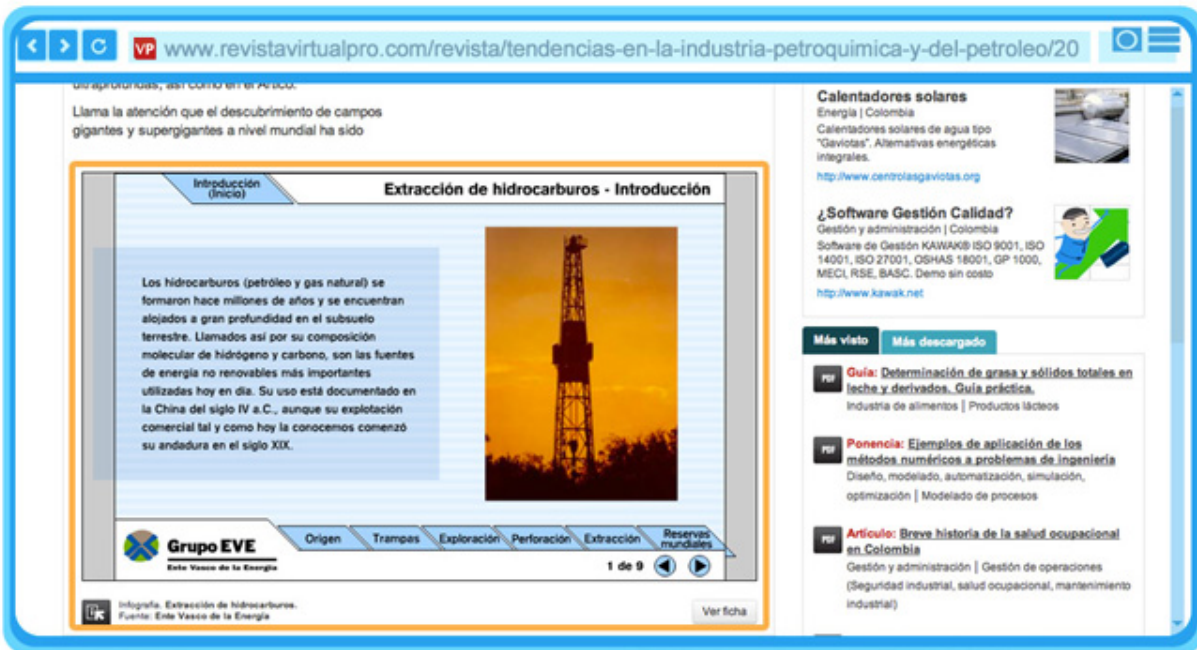 VP www.revistavirtualpro.com/revista/tendencias-en-la-industria-petroquimica-y-del-petroleo/20
ultraprofundas, así como en el Ártico.
Llama la atención que el descubrimiento de campos
gigantes y supergigantes a nivel mundial ha sido
Introducción
(Inicio)
Extracción de hidrocarburos - Introducción
Los hidrocarburos (petróleo y gas natural) se
formaron hace millones de años y se encuentran
alojados a gran profundidad en el subsuelo
terrestre. Llamados así por su composición
molecular de hidrógeno y carbono, son las fuentes
de energía no renovables más importantes
utilizadas hoy en día. Su uso está documentado en
la China del siglo IV a.C., aunque su explotación
comercial tal y como hoy la conocemos comenzó
su andadura en el siglo XIX.
Grupo EVE
Ente Vasco de la Energía
Origen
Trampas
Exploración
Perforación
Extracción
Reservas
mundiales
1 de 9
Infografía. Extracción de hidrocarburos.
Fuente: Ente Vasco de la Energía
Ver ficha
Calentadores solares
Energía | Colombia
Calentadores solares de agua tipo
"Gaviotas". Alternativas energéticas
integrales.
http://www.centrolasgaviotas.org
¿Software Gestión Calidad?
Gestión y administración | Colombia
Software de Gestión KAWAK® ISO 9001, ISO
14001, ISO 27001, OSHAS 18001, GP 1000,
MECI, RSE, BASC. Demo sin costo
http://www.kawak.net
Más visto
Más descargado
PDF
Guía: Determinación de grasa y sólidos totales en
leche y derivados. Guía práctica.
Industria de alimentos | Productos lácteos
PDF
Ponencia: Ejemplos de aplicación de los
métodos numéricos a problemas de ingeniería
Diseño, modelado, automatización, simulación,
optimización | Modelado de procesos
PDF
Artículo: Breve historia de la salud ocupacional
en Colombia
Gestión y administración | Gestión de operaciones
(Seguridad industrial, salud ocupacional, mantenimiento
industrial)